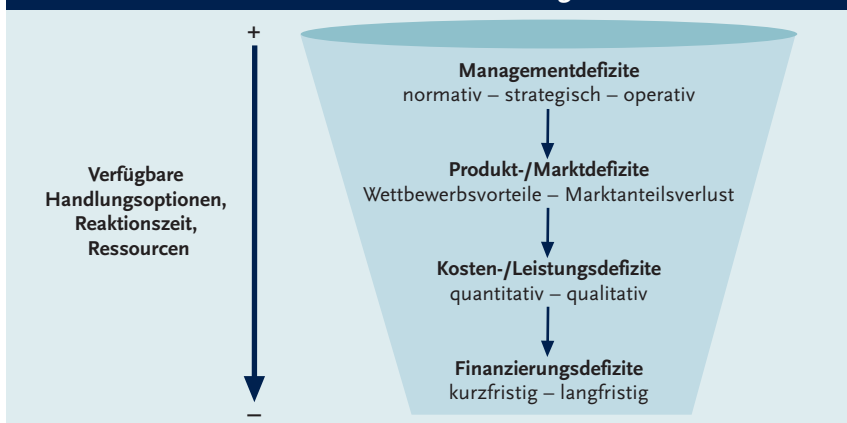 +
Managementdefizite
normativ – strategisch – operativ
Verfügbare
Handlungsoptionen,
Reaktionszeit,
Ressourcen
Produkt-/Marktdefizite
Wettbewerbsvorteile – Marktanteilsverlust
Kosten-/Leistungsdefizite
quantitativ – qualitativ
Finanzierungsdefizite
kurzfristig – langfristig
–